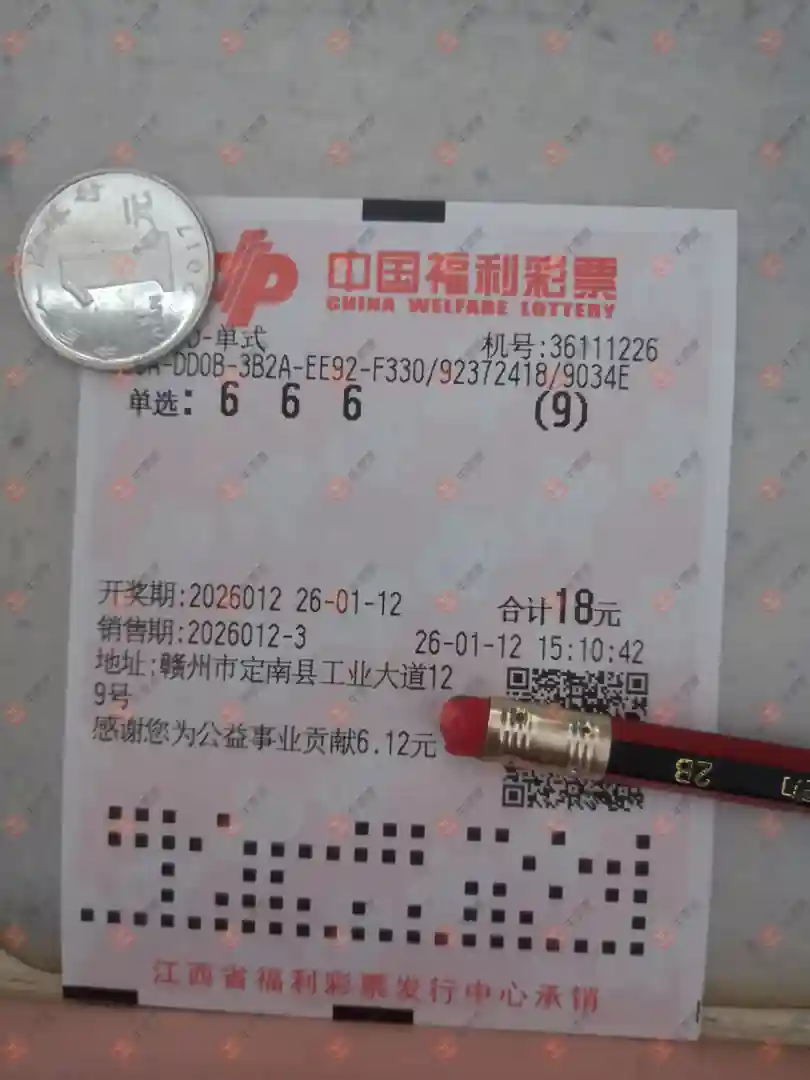 中国福利彩票
CHINA WELFARE LOTTERY
D-单式 机号:36111226
-DD0B-3B2A-EE92-F330/92372418/9034E
单选: 6 6 6 (9)
开奖期:2026012 26-01-12 合计18元
销售期:2026012-3 26-01-12 15:10:42
地址:赣州市定南县工业大道12
9号
感谢您为公益事业贡献6.12元
2B
江西省福利彩票发行中心承销
1元
2017